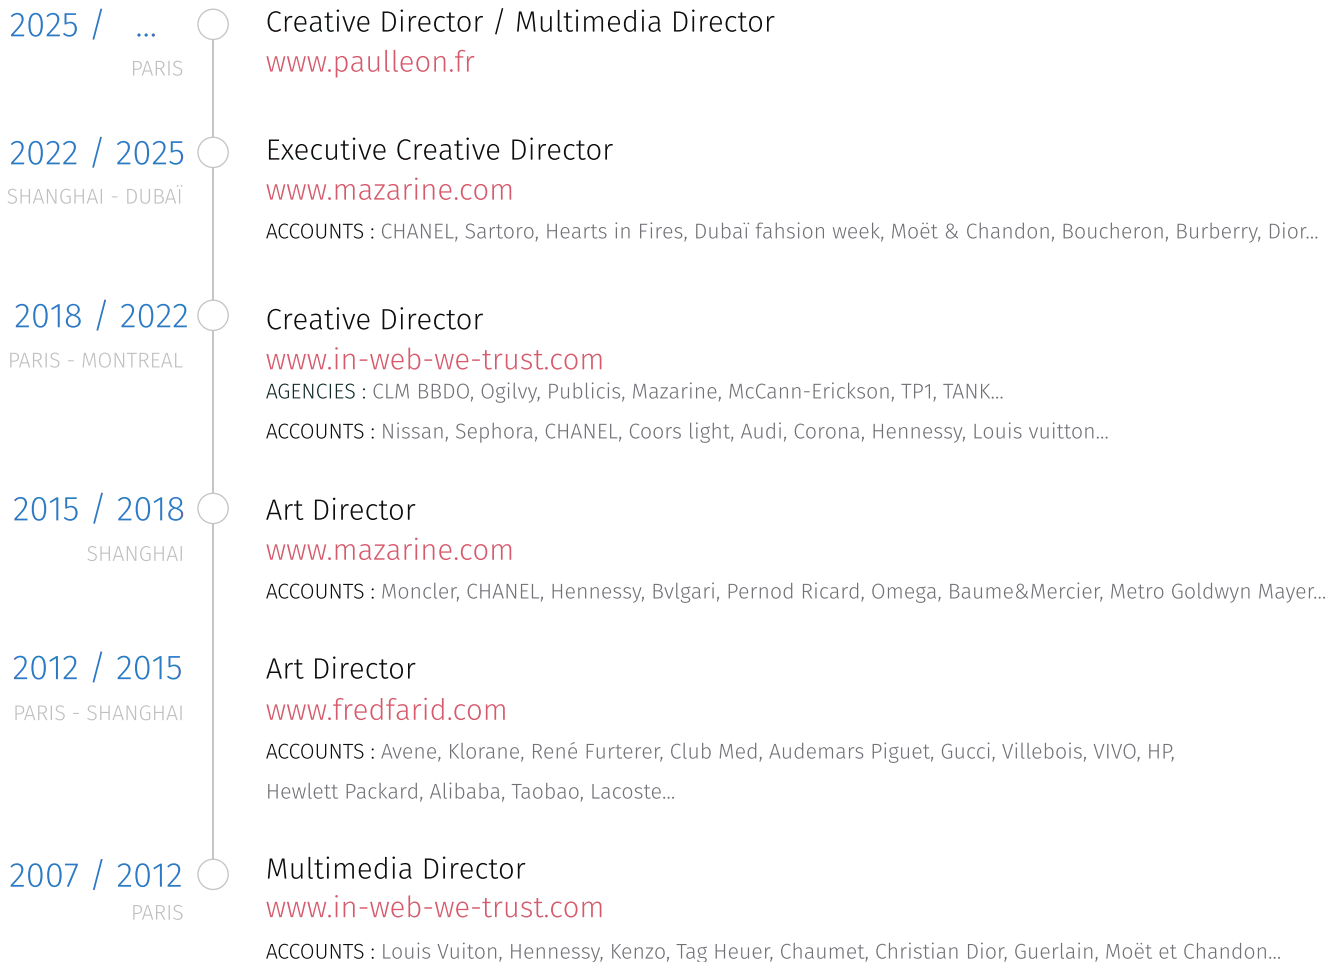 2025 / ...
PARIS
Creative Director / Multimedia Director
www.paulleon.fr
2022 / 2025
SHANGHAI - DUBAÏ
Executive Creative Director
www.mazarine.com
ACCOUNTS : CHANEL, Sartoro, Hearts in Fires, Dubaï fahsion week, Moët & Chandon, Boucheron, Burberry, Dior...
2018 / 2022
PARIS - MONTREAL
Creative Director
www.in-web-we-trust.com
AGENCIES : CLM BBDO, Ogilvy, Publicis, Mazarine, McCann-Erickson, TP1, TANK...
ACCOUNTS : Nissan, Sephora, CHANEL, Coors light, Audi, Corona, Hennessy, Louis vuitton...
2015 / 2018
SHANGHAI
Art Director
www.mazarine.com
ACCOUNTS : Moncler, CHANEL, Hennessy, Bvlgari, Pernod Ricard, Omega, Baume&Mercier, Metro Goldwyn Mayer...
2012 / 2015
PARIS - SHANGHAI
Art Director
www.fredfarid.com
ACCOUNTS : Avene, Klorane, René Furterer, Club Med, Audemars Piguet, Gucci, Villebois, VIVO, HP,
Hewlett Packard, Alibaba, Taobao, Lacoste...
2007 / 2012
PARIS
Multimedia Director
www.in-web-we-trust.com
ACCOUNTS : Louis Vuiton, Hennessy, Kenzo, Tag Heuer, Chaumet, Christian Dior, Guerlain, Moët et Chandon...